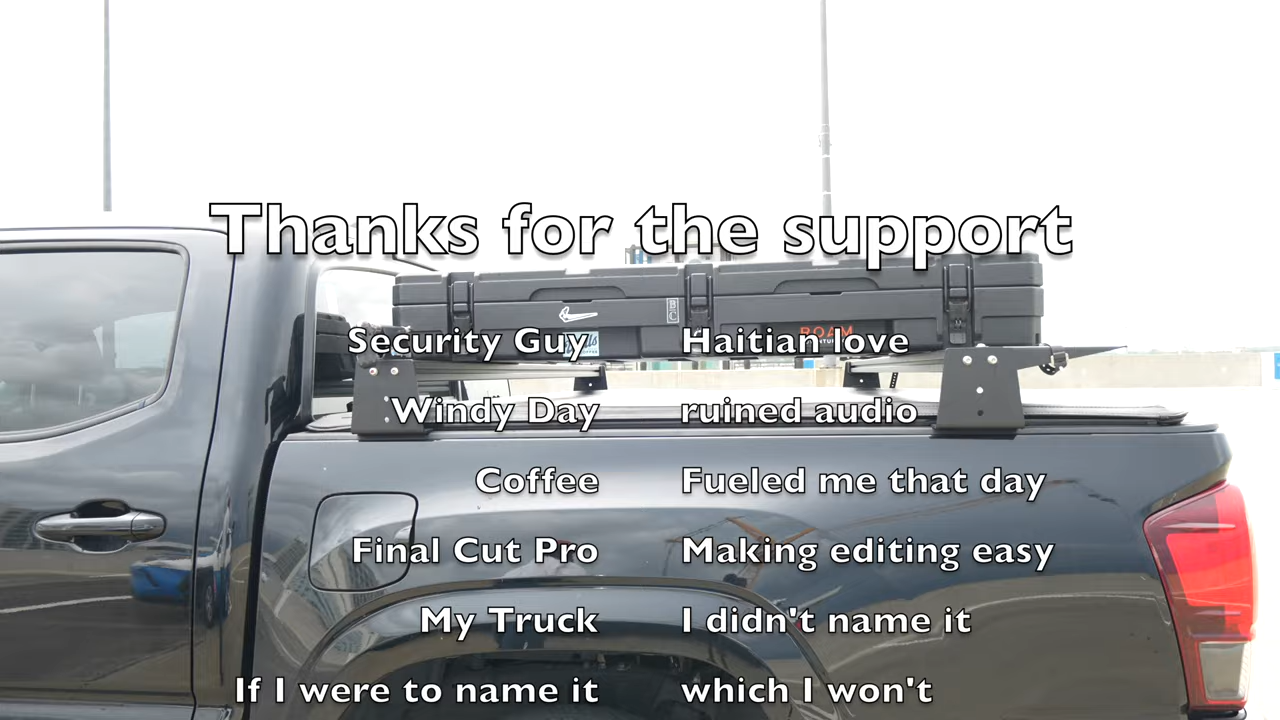 Thanks for the support
ROAM
Security Guy Haitian love
Windy Day ruined audio
Coffee Fueled me that day
Final Cut Pro Making editing easy
My Truck I didn't name it
If I were to name it which I won't